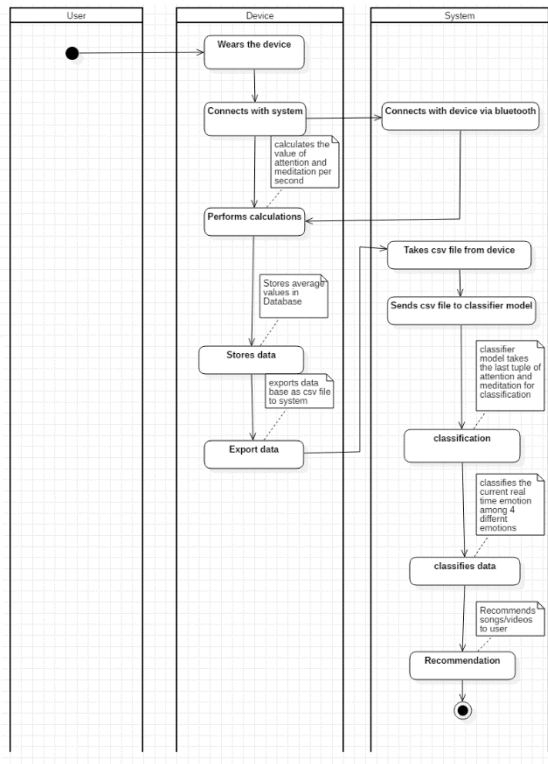 User
Device
System
Wears the device
Connects with system
Connects with device via bluetooth
calculates the
value of
attention and
meditation per
second
Performs calculations
Takes csv file from device
Stores average
values in
Database
Sends csv file to classifier model
Stores data
classifier
model takes
the last tuple of
attention and
meditation for
classification
exports data
base as csv file
to system
Export data
classification
classifies the
current real
time emotion
among 4
differnt
emotions
classifies data
Recommends
songs/videos
to user
Recommendation